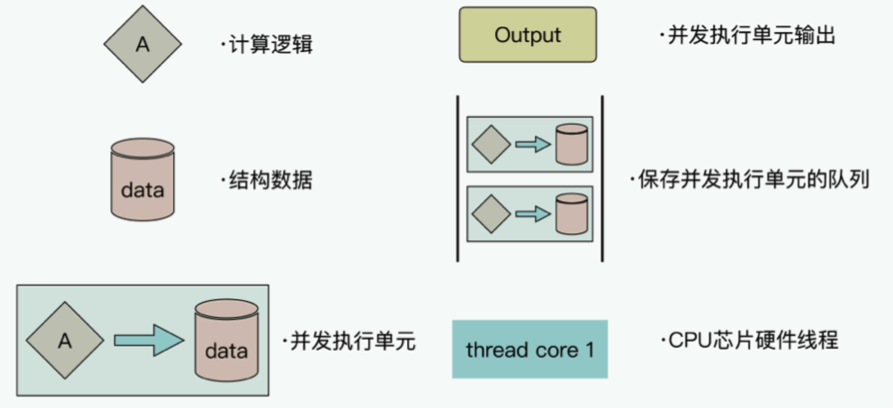 A
·计算逻辑
Output
·并发执行单元输出
data
·结构数据
·保存并发执行单元的队列
A
data
·并发执行单元
thread core 1
·CPU芯片硬件线程